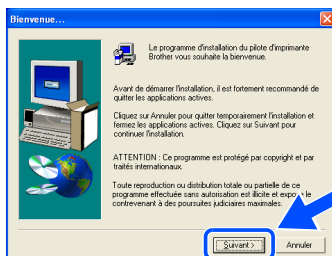 Bienvenue...
Le programme d'installation du pilote d'imprimante
Brother vous souhaite la bienvenue.
Avant de démarrer l'installation, il est fortement recommandé de
quitter les applications actives.
Cliquez sur Annuler pour quitter temporairement l'installation et
fermez les applications actives. Cliquez sur Suivant pour
continuer l'installation.
ATTENTION : Ce programme est protégé par copyright et par
traités internationaux.
Toute reproduction ou distribution totale ou partielle de ce
programme effectuée sans autorisation est illicite et expose le
contrevenant à des poursuites judiciaires maximales.
Suivant >
Annuler